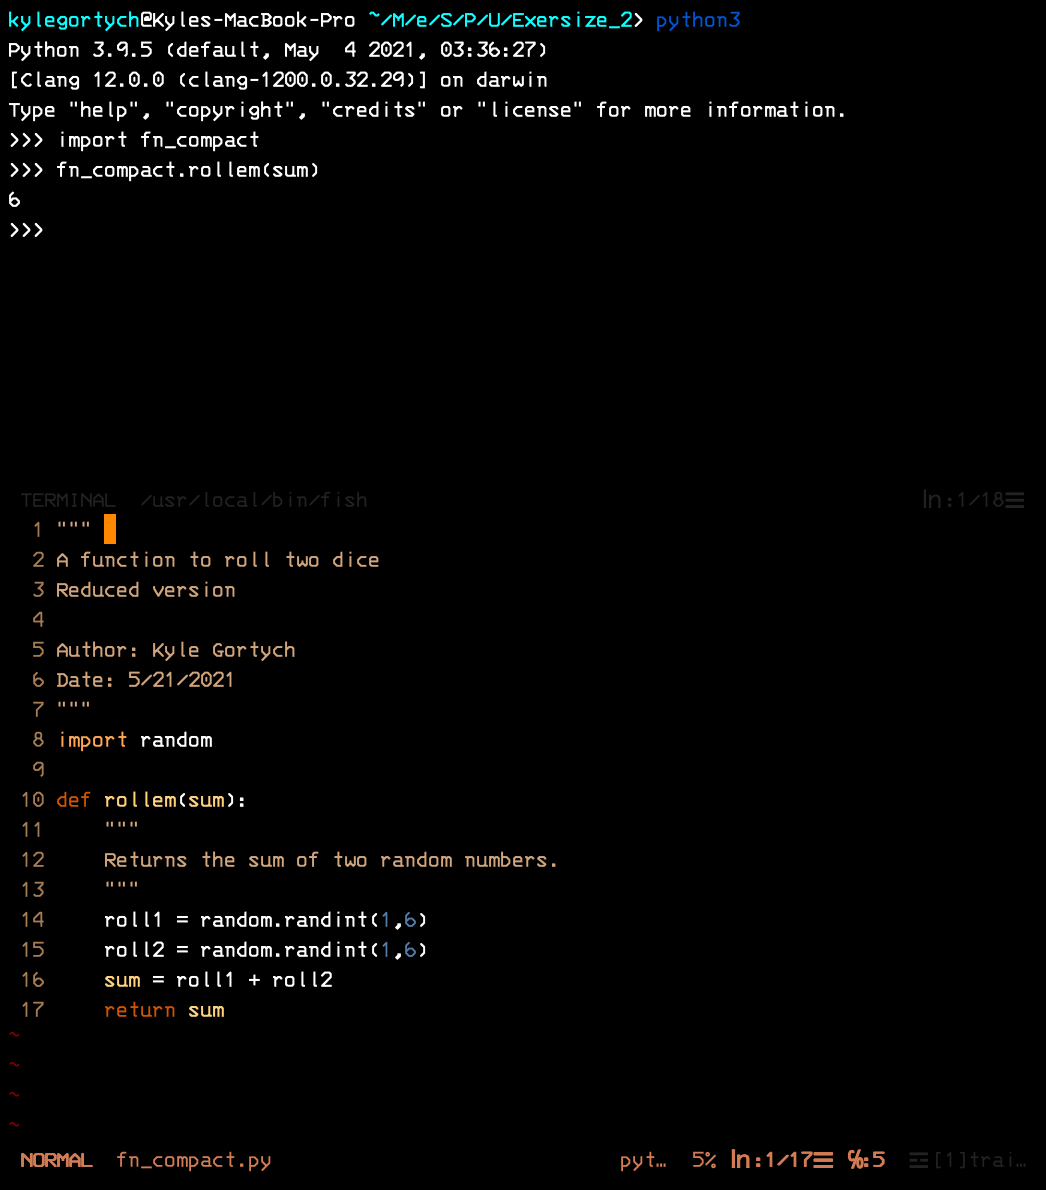 kylegortych@Kyles-MacBook-Pro ~/M/e/S/P/U/Exersize_2> python3
Python 3.9.5 (default, May  4 2021, 03:36:27)
[Clang 12.0.0 (clang-1200.0.32.29)] on darwin
Type "help", "copyright", "credits" or "license" for more information.
>>> import fn_compact
>>> fn_compact.rollem(sum)
6
>>>
TERMINAL  /usr/local/bin/fish ln:1/18☰
1 """
2 A function to roll two dice
3 Reduced version
4
5 Author: Kyle Gortych
6 Date: 5/21/2021
7 """
8 import random
9
10 def rollem(sum):
11     """
12     Returns the sum of two random numbers.
13     """
14     roll1 = random.randint(1,6)
15     roll2 = random.randint(1,6)
16     sum = roll1 + roll2
17     return sum
~
~
~
~
NORMAL  fn_compact.py pyt…  5% ln:1/17☰ ℅:5  ☲[1]trai…